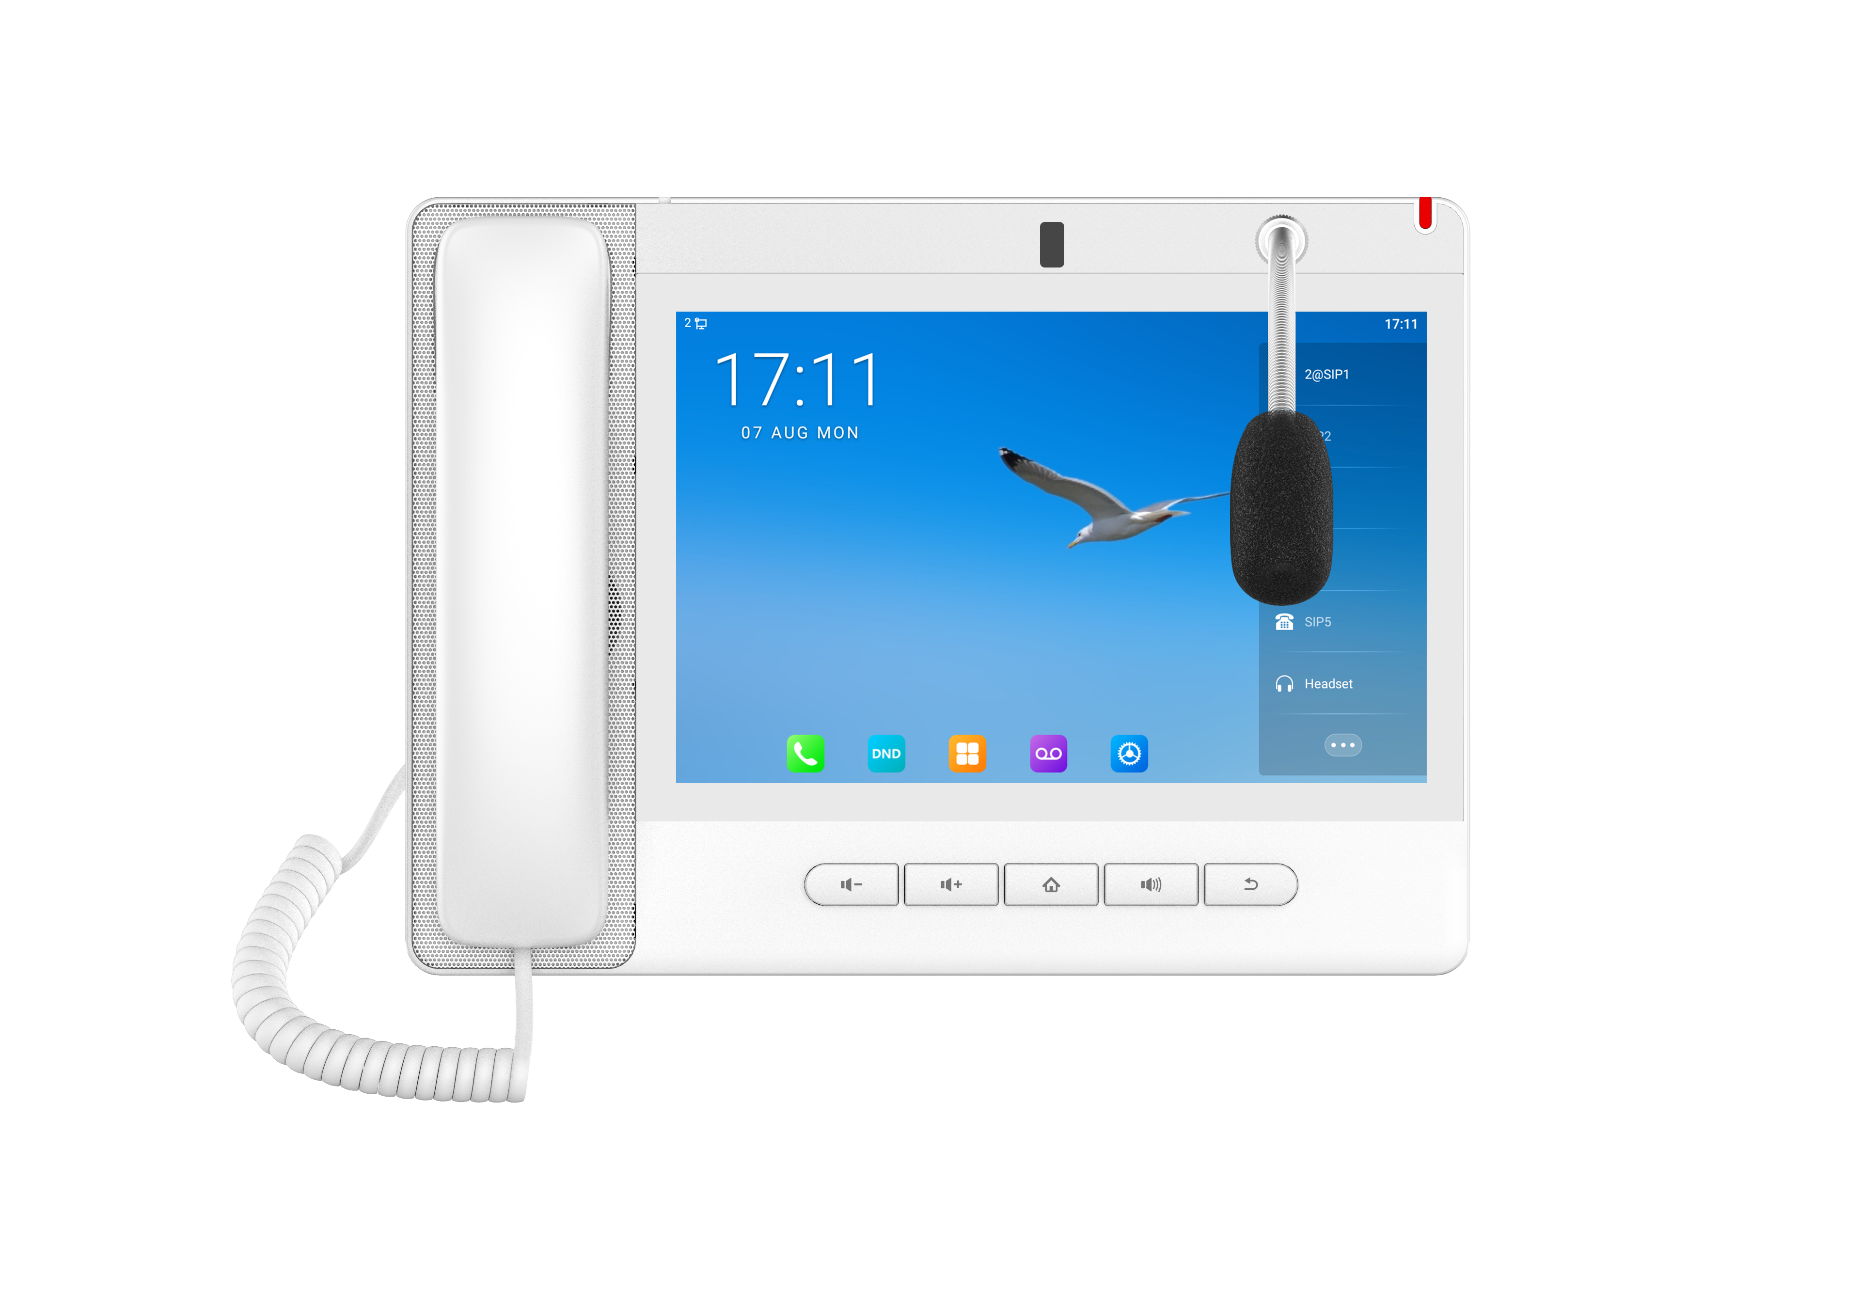 2
17:11
17:11
07 AUG MON
2@SIP1
SIP5
Headset
DND